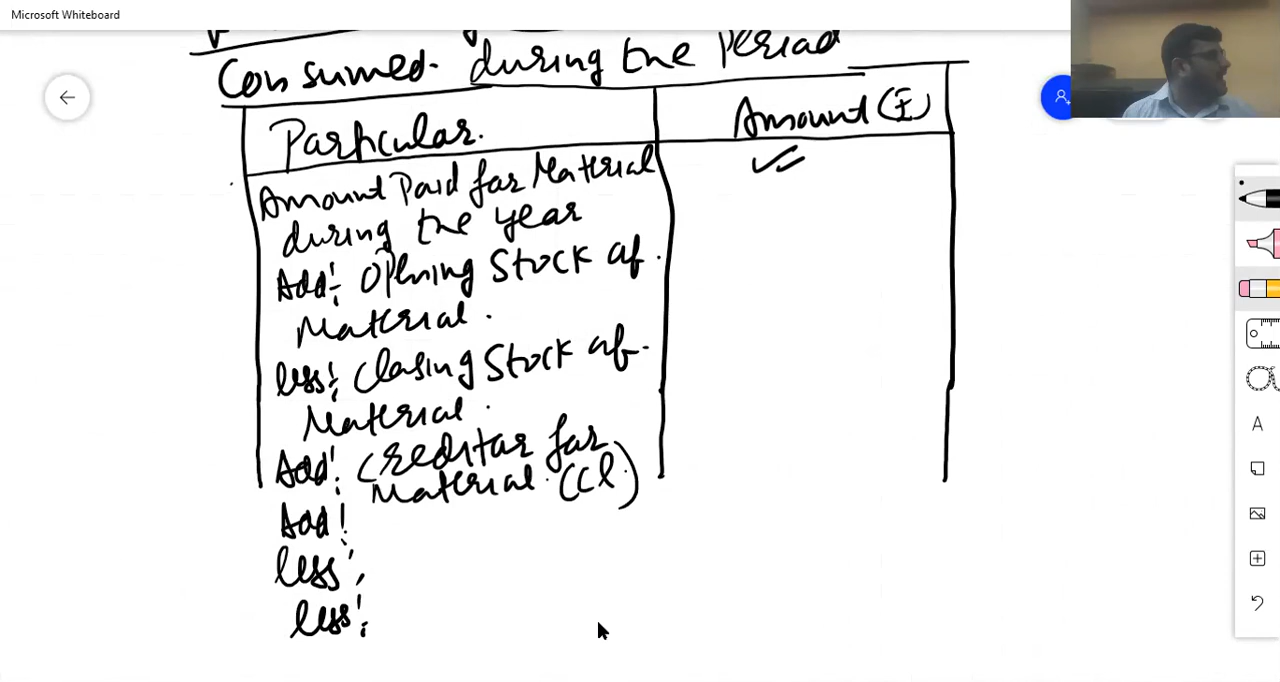 Microsoft Whiteboard
Consumed during the Period
Particular. Amount (₹)
Amount Paid for Material
during the year
Add:- Opening Stock of
Material.
less: Closing Stock of
Material.
Add: Creditor for
Material (Cl)
Add:
less:
less:
A